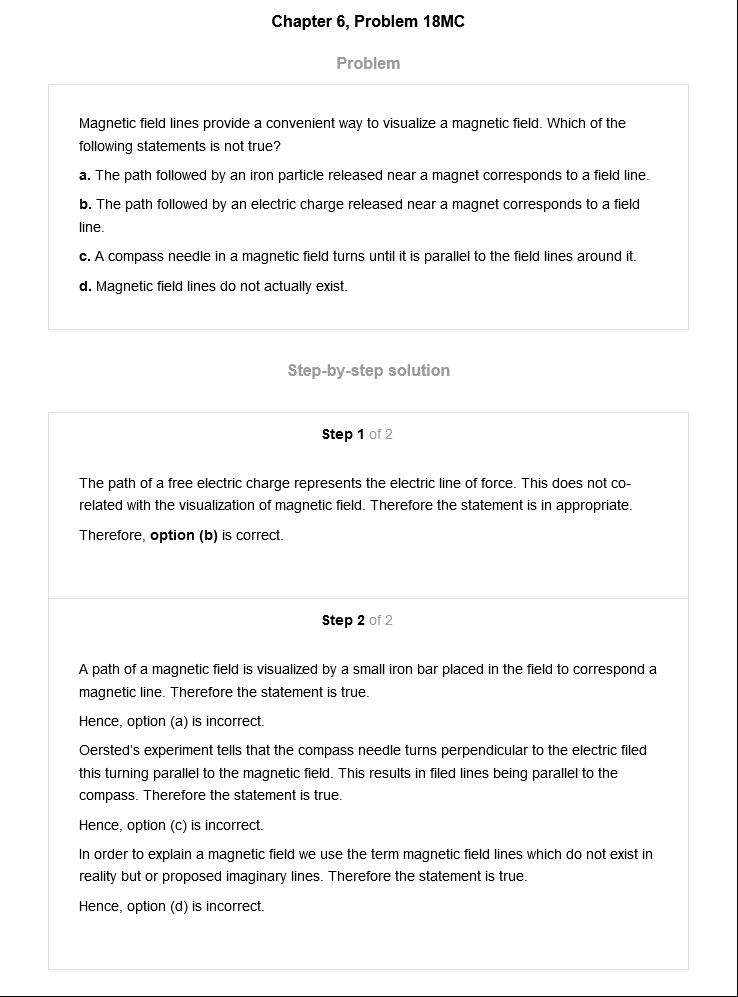 Chapter 6, Problem 18MC
Problem
Magnetic field lines provide a convenient way to visualize a magnetic field. Which of the
following statements is not true?
a. The path followed by an iron particle released near a magnet corresponds to a field line.
b. The path followed by an electric charge released near a magnet corresponds to a field
line.
c. A compass needle in a magnetic field turns until it is parallel to the field lines around it.
d. Magnetic field lines do not actually exist.
Step-by-step solution
Step 1 of 2
The path of a free electric charge represents the electric line of force. This does not co-
related with the visualization of magnetic field. Therefore the statement is in appropriate.
Therefore, option (b) is correct.
Step 2 of 2
A path of a magnetic field is visualized by a small iron bar placed in the field to correspond a
magnetic line. Therefore the statement is true.
Hence, option (a) is incorrect.
Oersted's experiment tells that the compass needle turns perpendicular to the electric filed
this turning parallel to the magnetic field. This results in filed lines being parallel to the
compass. Therefore the statement is true.
Hence, option (c) is incorrect.
In order to explain a magnetic field we use the term magnetic field lines which do not exist in
reality but or proposed imaginary lines. Therefore the statement is true.
Hence, option (d) is incorrect.